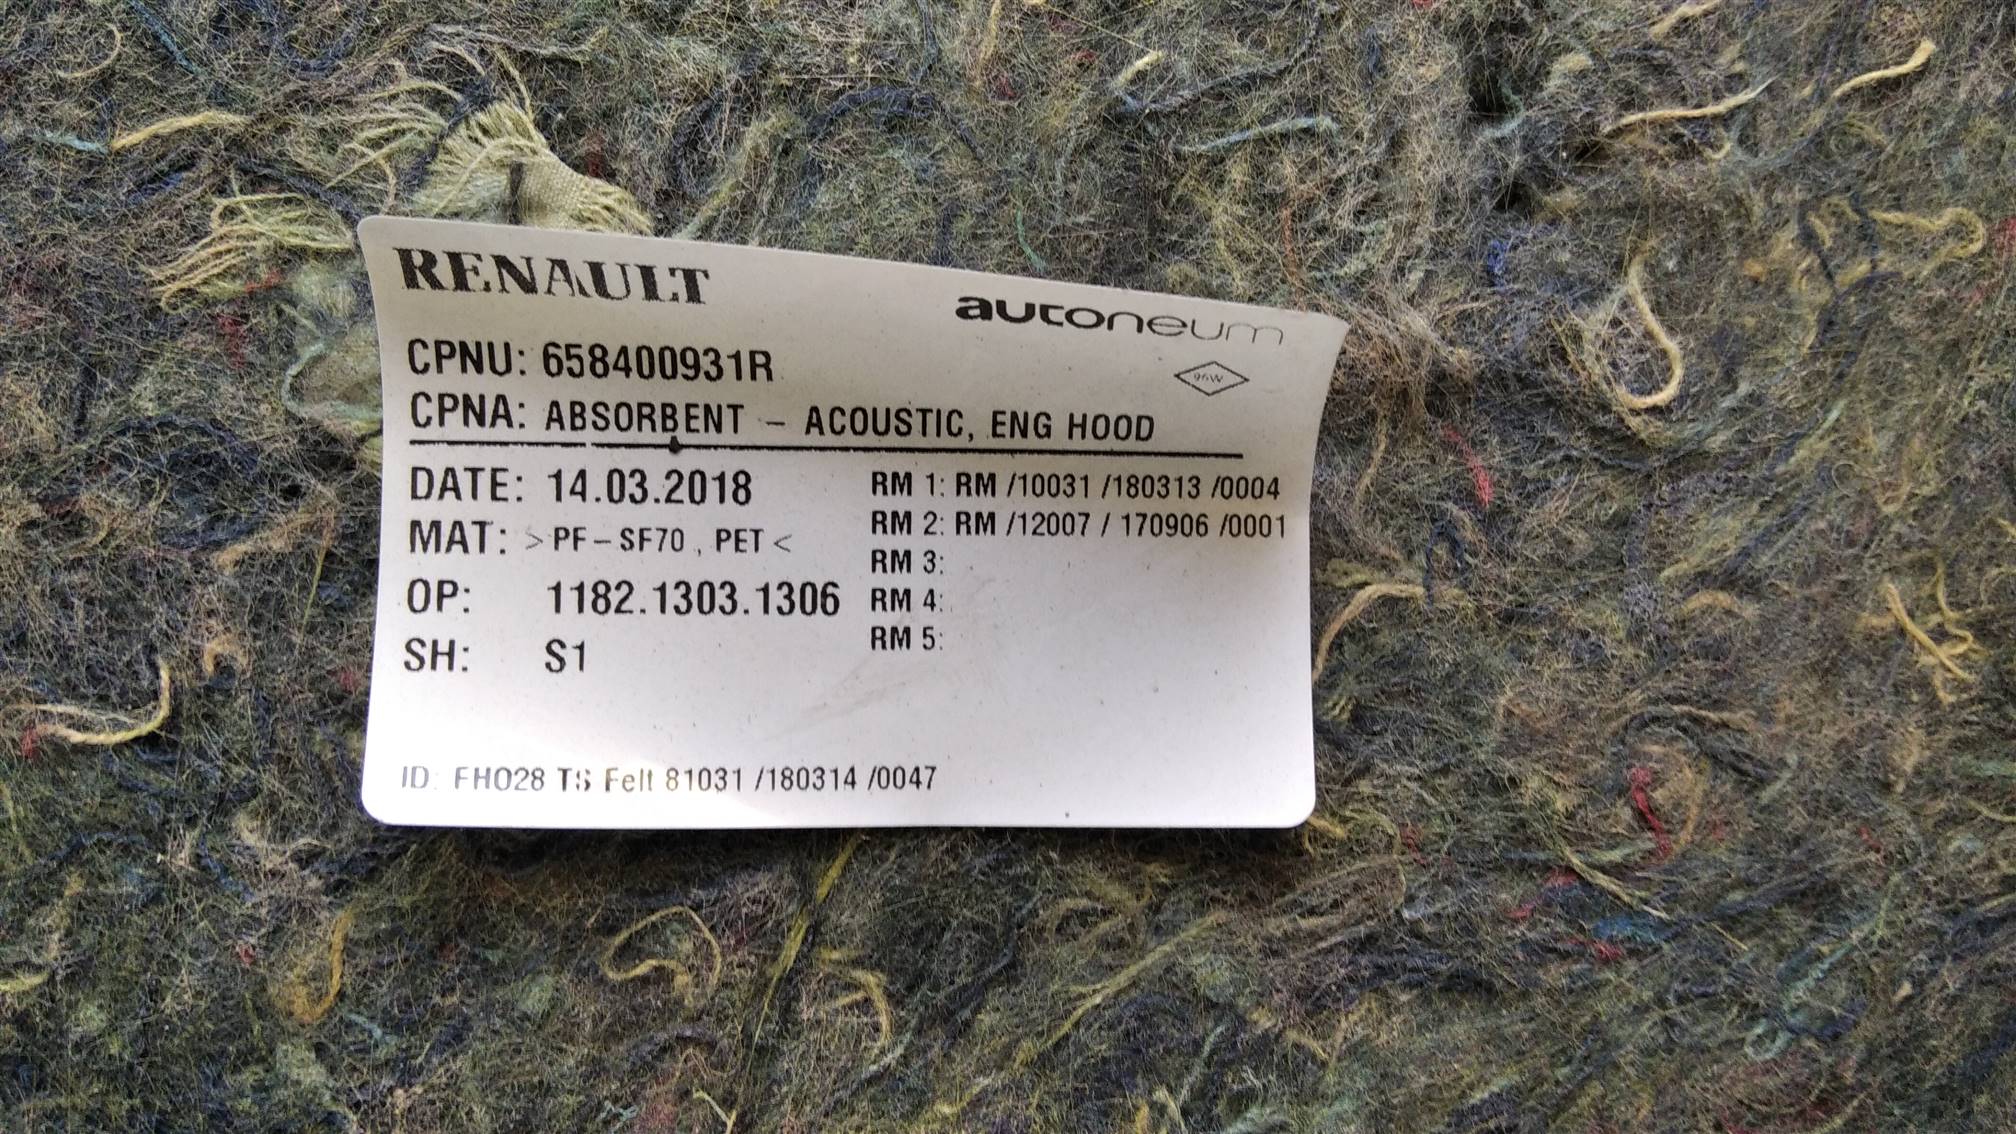 RENAULT
autoneum
CPNU: 658400931R
96W
CPNA: ABSORBENT – ACOUSTIC, ENG HOOD
DATE: 14.03.2018
MAT: >PF-SF70, PET<
OP: 1182.1303.1306
SH: S1
RM 1: RM /10031 /180313 /0004
RM 2: RM /12007 / 170906 /0001
RM 3:
RM 4:
RM 5:
ID: FH028 TS Felt 81031 /180314 /0047